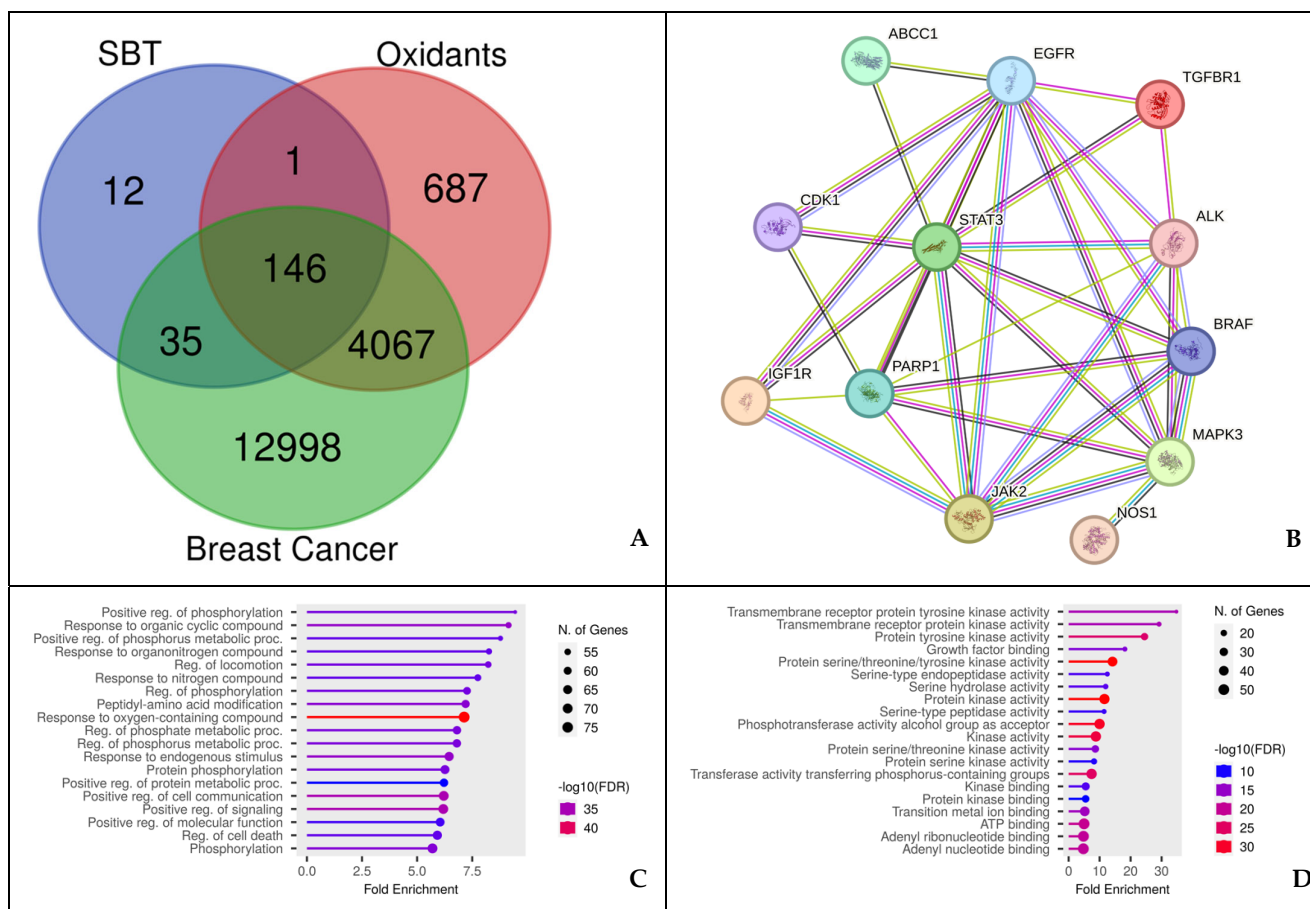 SBT
Oxidants
12
1
687
146
35
4067
12998
Breast Cancer
A
ABCC1
EGFR
TGFBR1
CDK1
STAT3
ALK
BRAF
IGF1R
PARP1
MAPK3
JAK2
NOS1
B
Positive reg. of phosphorylation
Response to organic cyclic compound
Positive reg. of phosphorus metabolic proc.
Response to organonitrogen compound
Reg. of locomotion
Response to nitrogen compound
Reg. of phosphorylation
Peptidyl-amino acid modification
Response to oxygen-containing compound
Reg. of phosphate metabolic proc.
Reg. of phosphorus metabolic proc.
Response to endogenous stimulus
Protein phosphorylation
Positive reg. of protein metabolic proc.
Positive reg. of cell communication
Positive reg. of signaling
Positive reg. of molecular function
Reg. of cell death
Phosphorylation
0.0 2.5 5.0 7.5
Fold Enrichment
N. of Genes
55
60
65
70
75
-log10(FDR)
35
40
C
Transmembrane receptor protein tyrosine kinase activity
Transmembrane receptor protein kinase activity
Protein tyrosine kinase activity
Growth factor binding
Protein serine/threonine/tyrosine kinase activity
Serine-type endopeptidase activity
Serine hydrolase activity
Protein kinase activity
Serine-type peptidase activity
Phosphotransferase activity alcohol group as acceptor
Kinase activity
Protein serine/threonine kinase activity
Protein serine kinase activity
Transferase activity transferring phosphorus-containing groups
Kinase binding
Protein kinase binding
Transition metal ion binding
ATP binding
Adenyl ribonucleotide binding
Adenyl nucleotide binding
0 10 20 30
Fold Enrichment
N. of Genes
20
30
40
50
-log10(FDR)
10
15
20
25
30
D